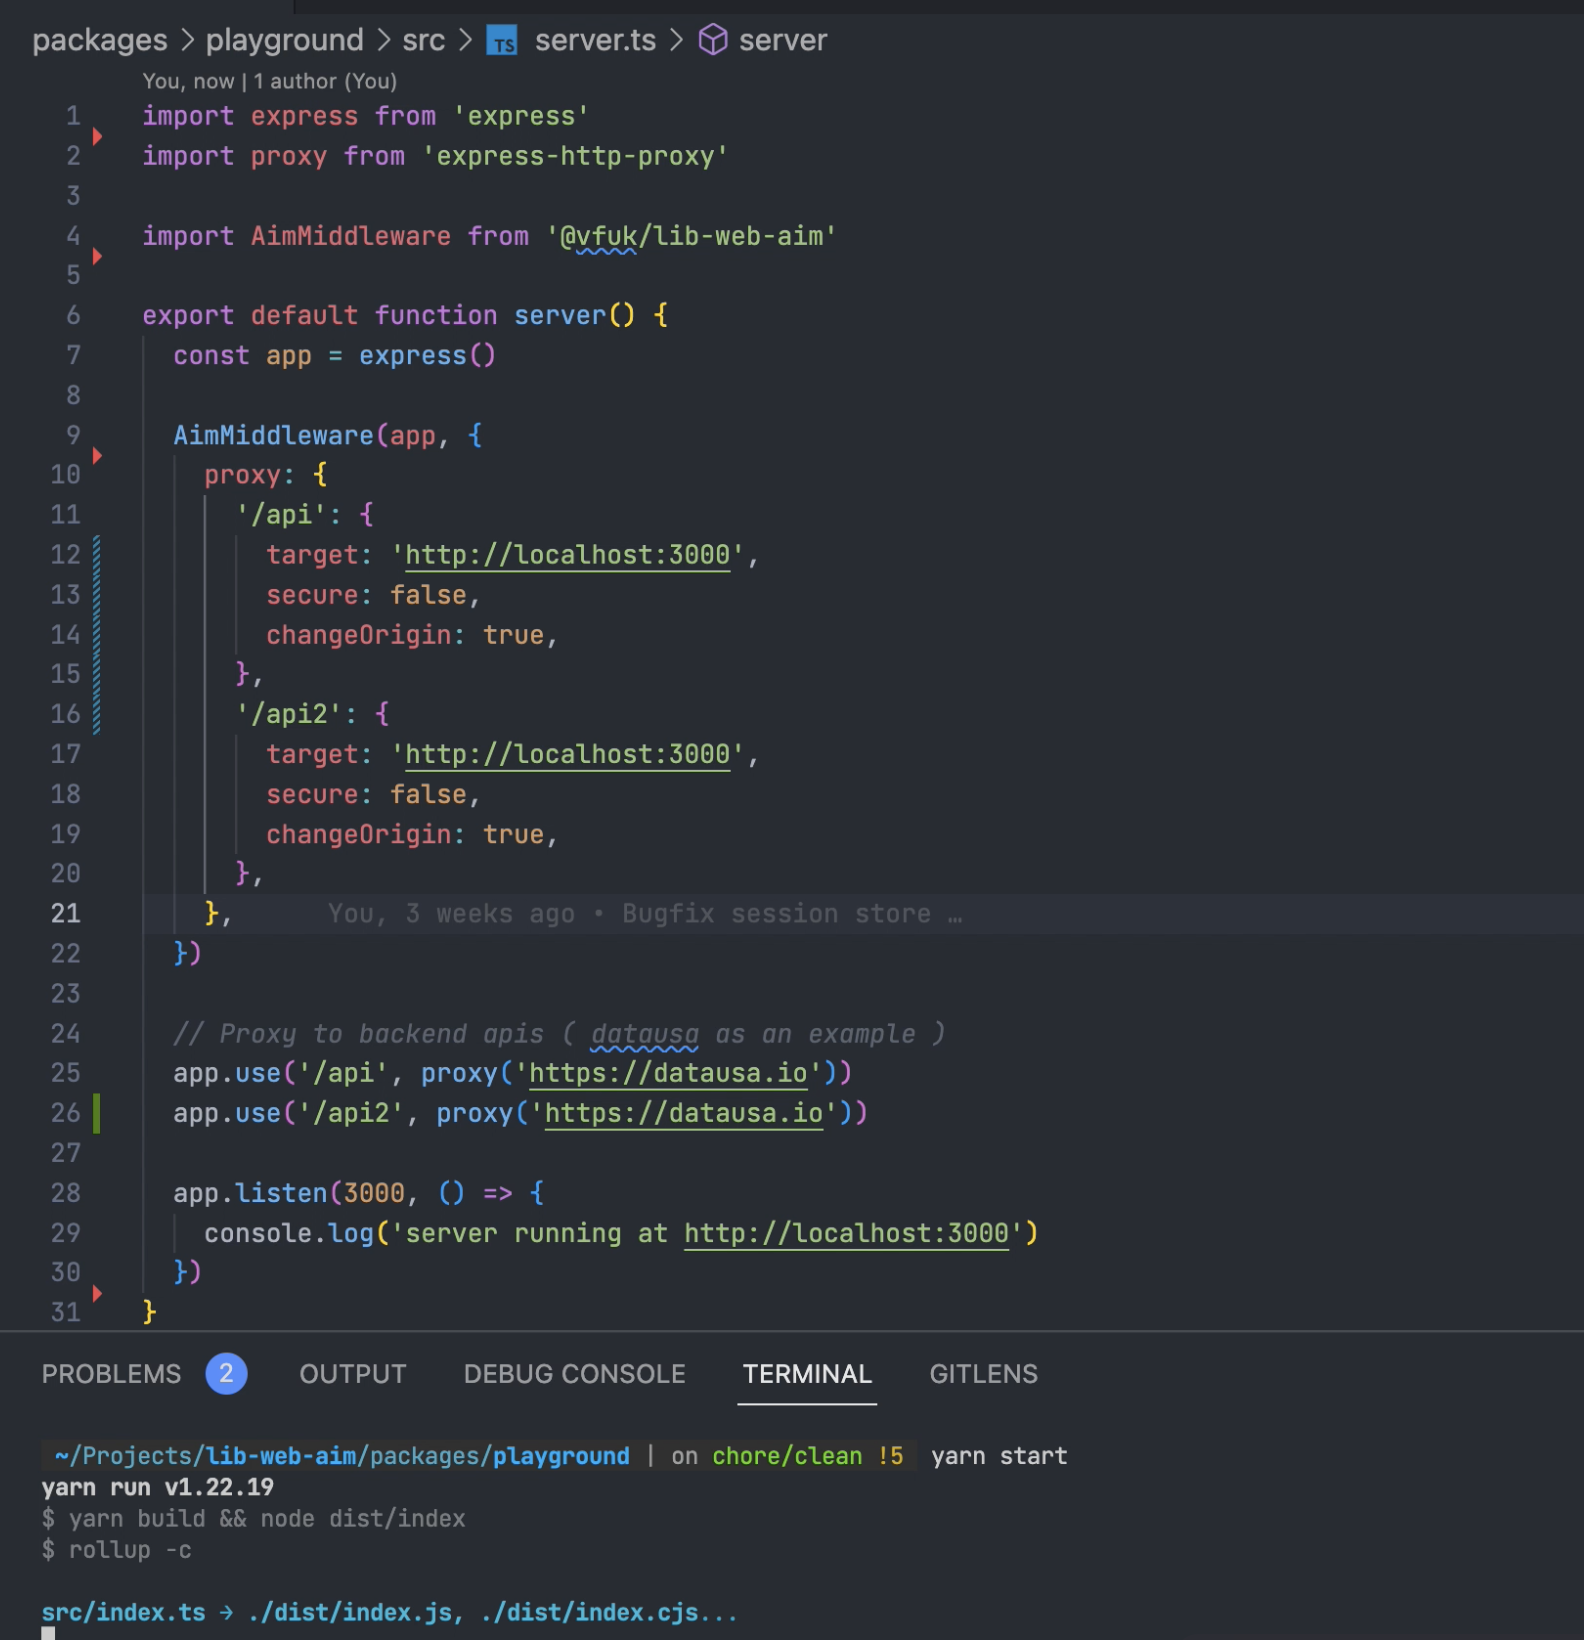 packages > playground > src > TS server.ts > server
You, now | 1 author (You)
1 import express from 'express'
2 import proxy from 'express-http-proxy'
3
4 import AimMiddleware from '@vfuk/lib-web-aim'
5
6 export default function server() {
7 const app = express()
8
9 AimMiddleware(app, {
10 proxy: {
11 '/api': {
12 target: 'http://localhost:3000',
13 secure: false,
14 changeOrigin: true,
15 },
16 '/api2': {
17 target: 'http://localhost:3000',
18 secure: false,
19 changeOrigin: true,
20 },
21 }, You, 3 weeks ago • Bugfix session store …
22 })
23
24 // Proxy to backend apis ( datausa as an example )
25 app.use('/api', proxy('https://datausa.io'))
26 app.use('/api2', proxy('https://datausa.io'))
27
28 app.listen(3000, () => {
29 console.log('server running at http://localhost:3000')
30 })
31 }
PROBLEMS 2 OUTPUT DEBUG CONSOLE TERMINAL GITLENS
~/Projects/lib-web-aim/packages/playground | on chore/clean !5 yarn start
yarn run v1.22.19
$ yarn build && node dist/index
$ rollup -c
src/index.ts → ./dist/index.js, ./dist/index.cjs...